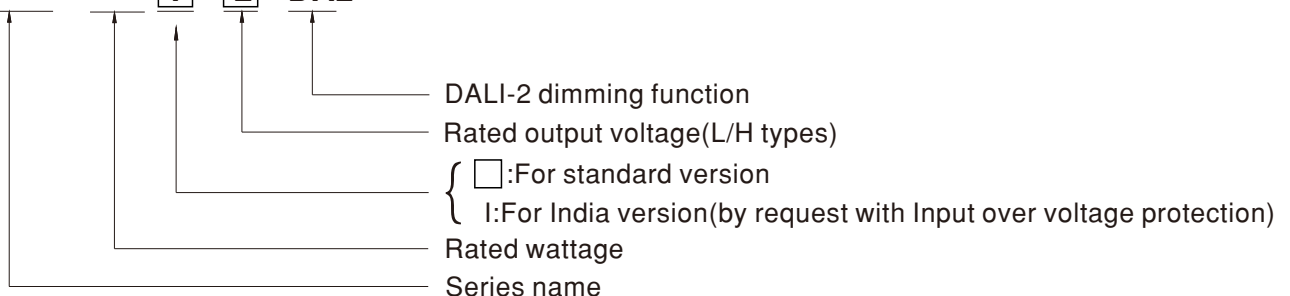 DALI-2 dimming function
Rated output voltage(L/H types)
□:For standard version
I:For India version(by request with Input over voltage protection)
Rated wattage
Series name